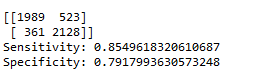 [[1989  523]
 [ 361 2128]]
Sensitivity: 0.8549618320610687
Specificity: 0.7917993630573248